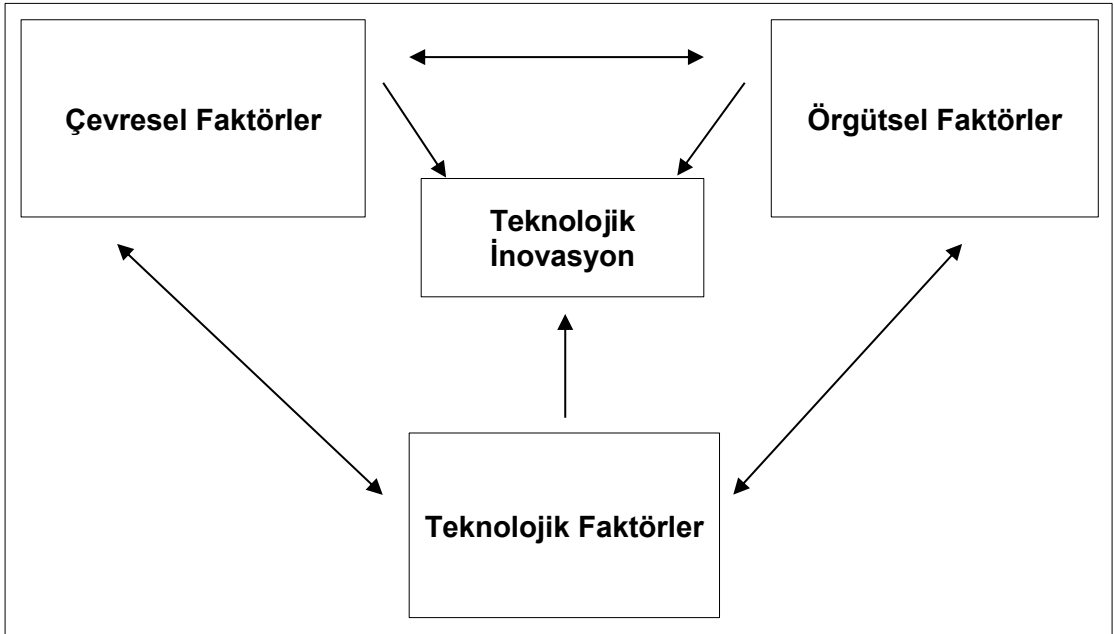 Çevresel Faktörler
Örgütsel Faktörler
Teknolojik
İnovasyon
Teknolojik Faktörler